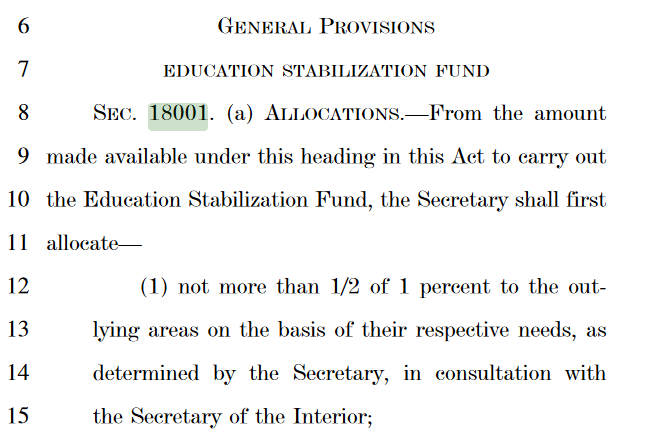 6 GENERAL PROVISIONS
7 EDUCATION STABILIZATION FUND
8 SEC. 18001. (a) ALLOCATIONS.—From the amount
9 made available under this heading in this Act to carry out
10 the Education Stabilization Fund, the Secretary shall first
11 allocate—
12 (1) not more than 1/2 of 1 percent to the out-
13 lying areas on the basis of their respective needs, as
14 determined by the Secretary, in consultation with
15 the Secretary of the Interior;